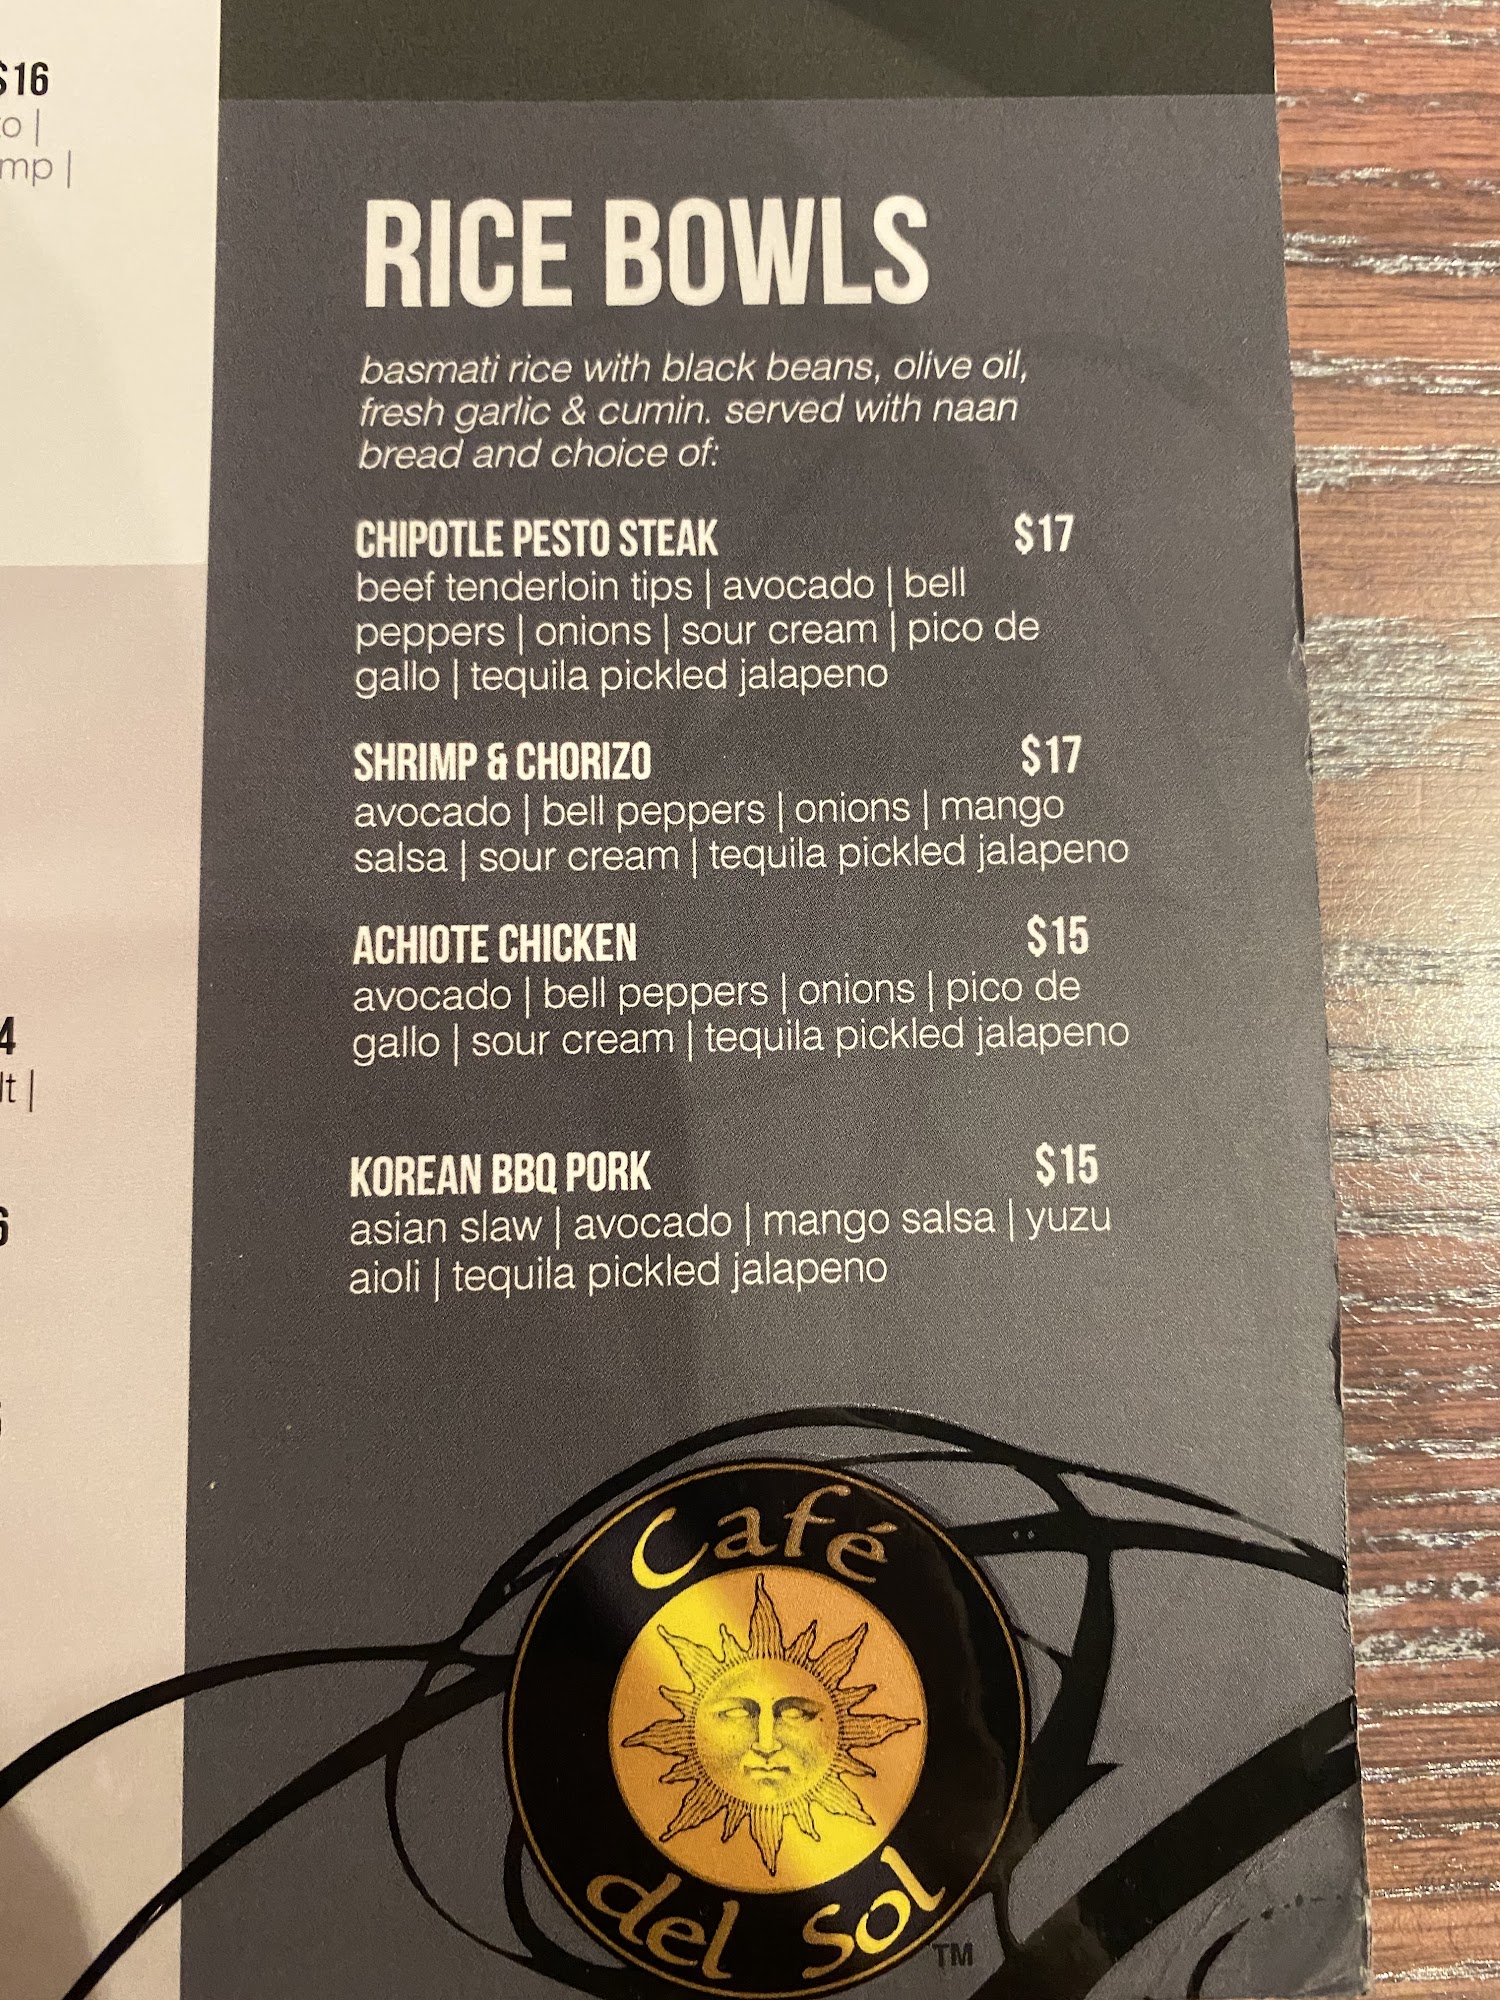 $16
mp |
RICE BOWLS
basmati rice with black beans, olive oil,
fresh garlic & cumin. served with naan
bread and choice of:
CHIPOTLE PESTO STEAK $17
beef tenderloin tips | avocado | bell
peppers | onions | sour cream | pico de
gallo | tequila pickled jalapeno
SHRIMP & CHORIZO $17
avocado | bell peppers | onions | mango
salsa | sour cream | tequila pickled jalapeno
ACHIOTE CHICKEN $15
avocado | bell peppers | onions | pico de
gallo | sour cream | tequila pickled jalapeno
KOREAN BBQ PORK $15
asian slaw | avocado | mango salsa | yuzu
aioli | tequila pickled jalapeno
Café
del Sol
TM